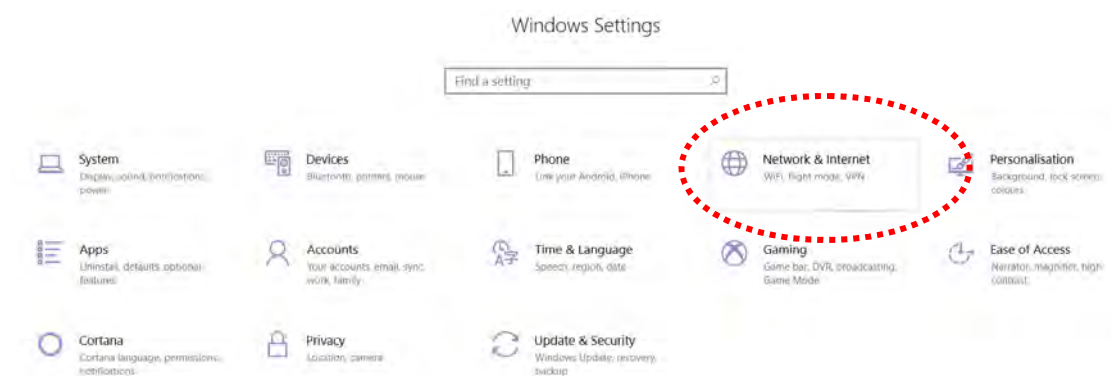 Windows Settings
Find a setting
System
Display, sound, notifications,
power
Devices
Bluetooth, printers, mouse
Phone
Link your Android, iPhone
Network & Internet
WiFi, flight mode, VPN
Personalisation
Background, lock screen,
colours
Apps
Uninstall, defaults, optional
features
Accounts
Your accounts, email, sync,
work, family
Time & Language
Speech, region, date
Gaming
Game bar, DVR, broadcasting,
Game Mode
Ease of Access
Narrator, magnifier, high
contrast
Cortana
Cortana language, permissions,
notifications
Privacy
Location, camera
Update & Security
Windows Update, recovery,
backup